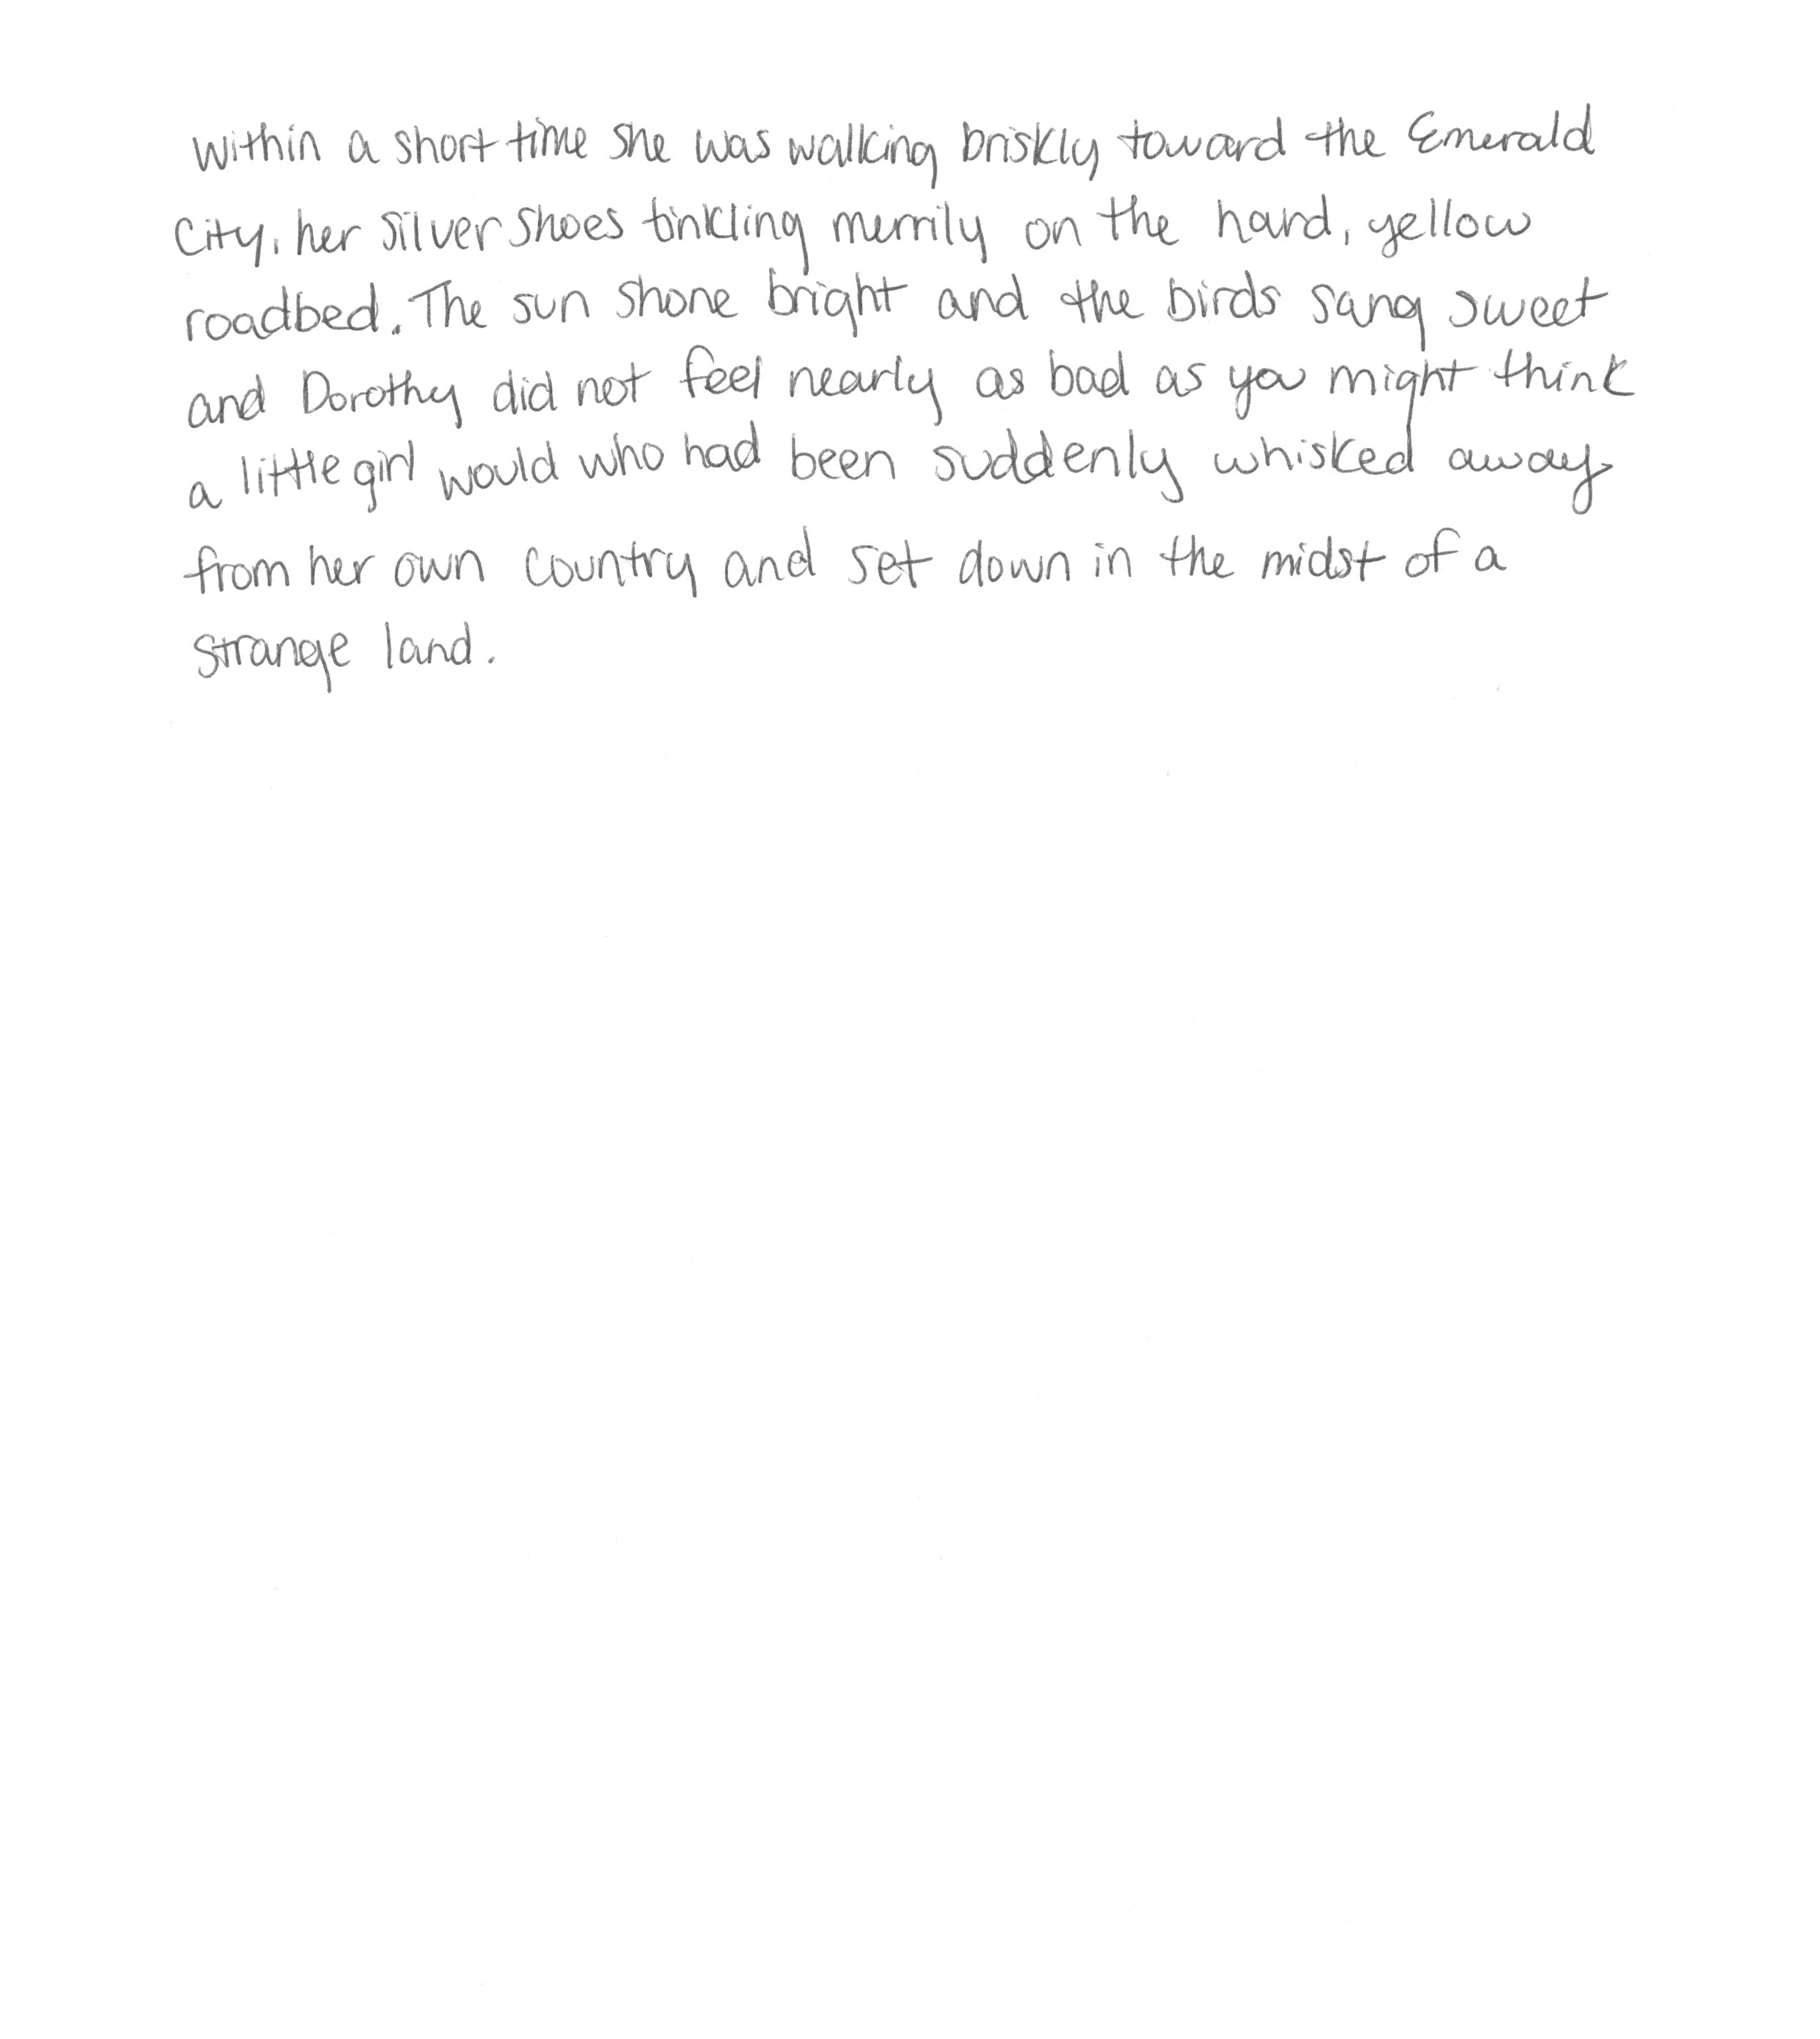 Within a short time she was walking briskly toward the Emerald
City, her silver shoes tinkling merrily on the hard, yellow
roadbed. The sun shone bright and the birds sang sweet
and Dorothy did not feel nearly as bad as you might think
a little girl would who had been suddenly whisked away
from her own country and set down in the midst of a
strange land.